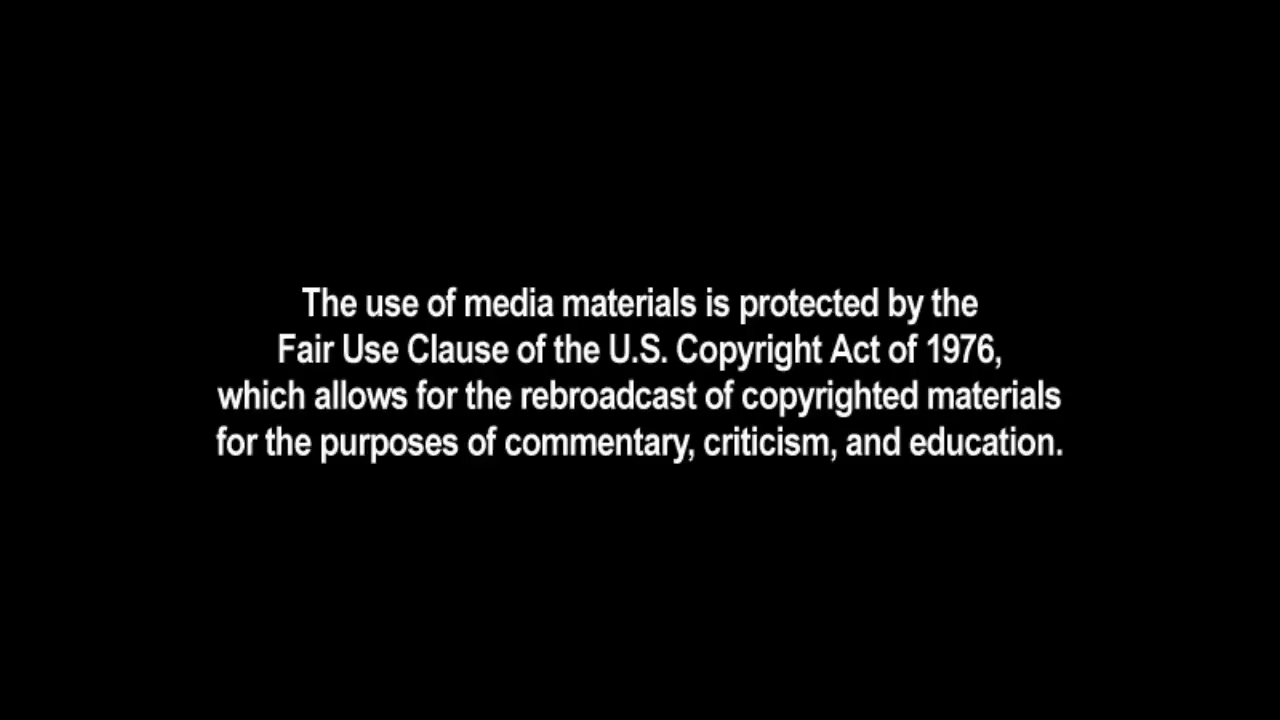 The use of media materials is protected by the
Fair Use Clause of the U.S. Copyright Act of 1976,
which allows for the rebroadcast of copyrighted materials
for the purposes of commentary, criticism, and education.